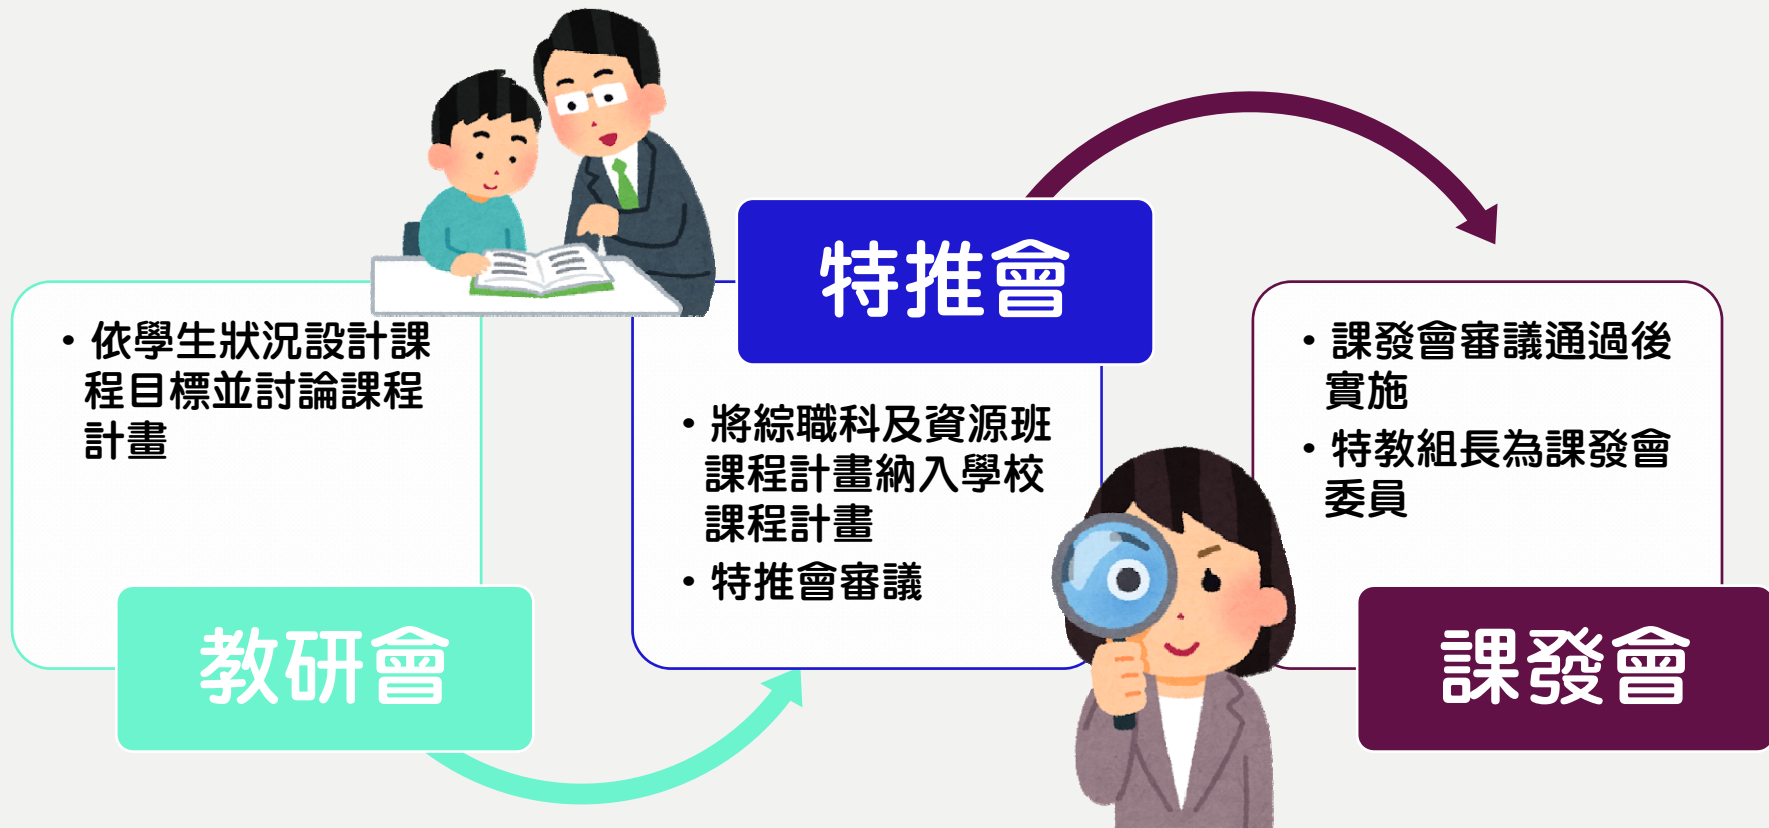 • 依學生狀況設計課
程目標並討論課程
計畫
教研會
特推會
• 將綜職科及資源班
課程計畫納入學校
課程計畫
• 特推會審議
• 課發會審議通過後
實施
• 特教組長為課發會
委員
課發會